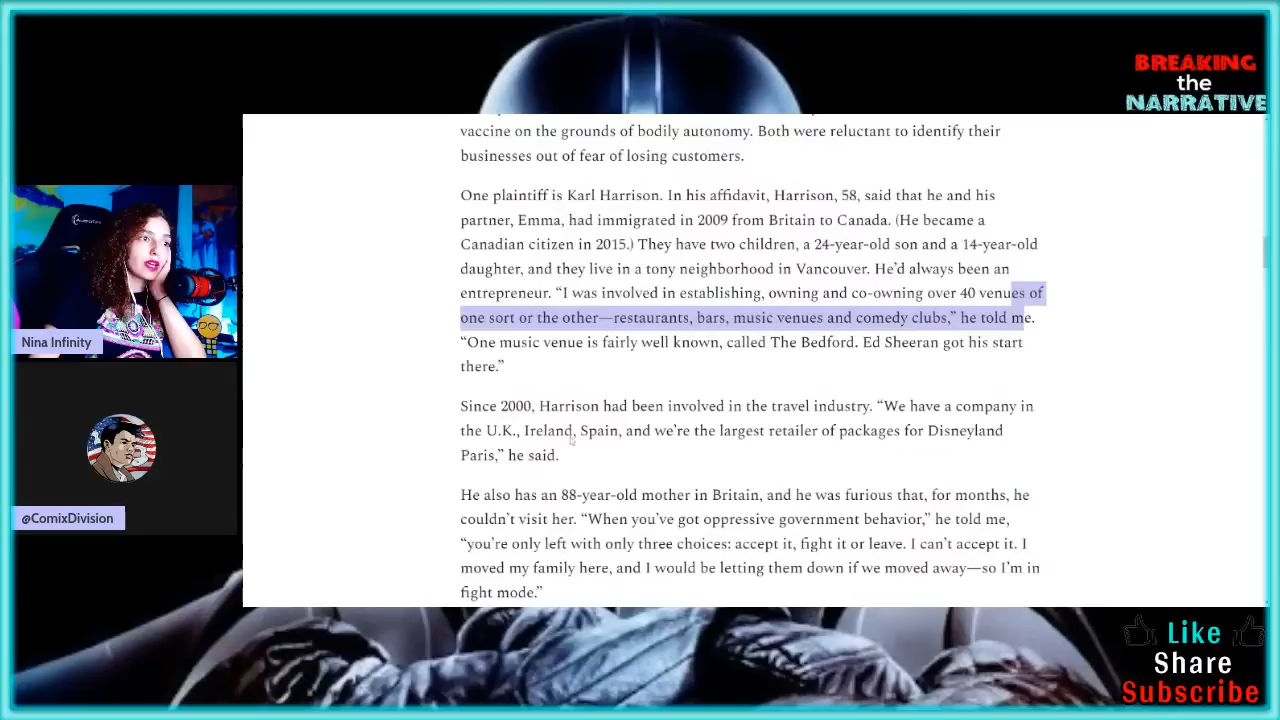 BREAKING
the
NARRATIVE
vaccine on the grounds of bodily autonomy. Both were reluctant to identify their
businesses out of fear of losing customers.
One plaintiff is Karl Harrison. In his affidavit, Harrison, 58, said that he and his
partner, Emma, had immigrated in 2009 from Britain to Canada. (He became a
Canadian citizen in 2015.) They have two children, a 24-year-old son and a 14-year-old
daughter, and they live in a tony neighborhood in Vancouver. He’d always been an
entrepreneur. “I was involved in establishing, owning and co-owning over 40 venues of
one sort or the other—restaurants, bars, music venues and comedy clubs,” he told me.
“One music venue is fairly well known, called The Bedford. Ed Sheeran got his start
there.”
Since 2000, Harrison had been involved in the travel industry. “We have a company in
the U.K., Ireland, Spain, and we’re the largest retailer of packages for Disneyland
Paris,” he said.
He also has an 88-year-old mother in Britain, and he was furious that, for months, he
couldn’t visit her. “When you’ve got oppressive government behavior,” he told me,
“you’re only left with only three choices: accept it, fight it or leave. I can’t accept it. I
moved my family here, and I would be letting them down if we moved away—so I’m in
fight mode.”
Nina Infinity
@ComixDivision
Like
Share
Subscribe